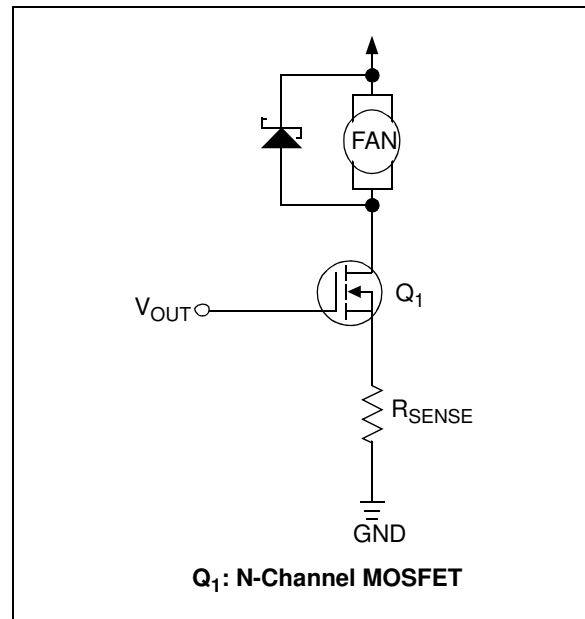 FAN
V_OUT
Q_1
R_SENSE
GND
Q_1: N-Channel MOSFET